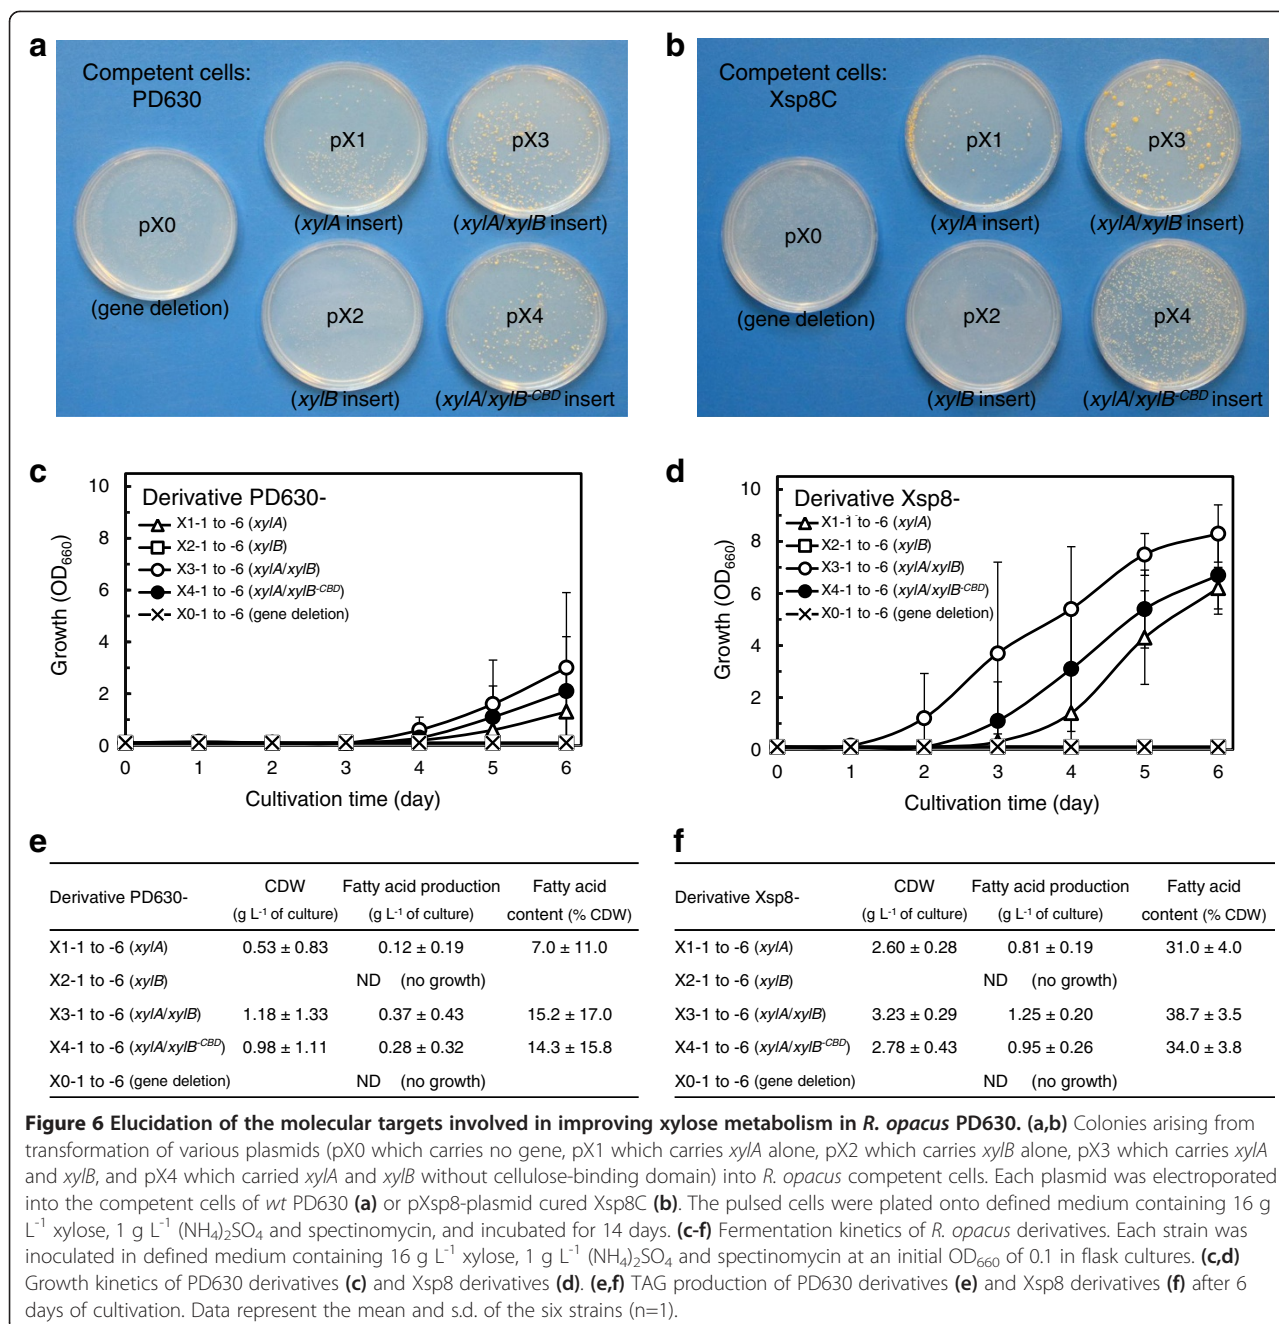 a
Competent cells:
PD630
pX0
(gene deletion)
pX1
(xylA insert)
pX3
(xylA/xylB insert)
pX2
(xylB insert)
pX4
(xylA/xylB-CBD insert
b
Competent cells:
Xsp8C
pX0
(gene deletion)
pX1
(xylA insert)
pX3
(xylA/xylB insert)
pX2
(xylB insert)
pX4
(xylA/xylB-CBD insert
c
Derivative PD630-
X1-1 to -6 (xylA)
X2-1 to -6 (xylB)
X3-1 to -6 (xylA/xylB)
X4-1 to -6 (xylA/xylB-CBD)
X0-1 to -6 (gene deletion)
Growth (OD660)
10
8
6
4
2
0
0 1 2 3 4 5 6
Cultivation time (day)
d
Derivative Xsp8-
X1-1 to -6 (xylA)
X2-1 to -6 (xylB)
X3-1 to -6 (xylA/xylB)
X4-1 to -6 (xylA/xylB-CBD)
X0-1 to -6 (gene deletion)
Growth (OD660)
10
8
6
4
2
0
0 1 2 3 4 5 6
Cultivation time (day)
e
Derivative PD630- CDW Fatty acid production Fatty acid
(g L-1 of culture) (g L-1 of culture) content (% CDW)
X1-1 to -6 (xylA) 0.53 ± 0.83 0.12 ± 0.19 7.0 ± 11.0
X2-1 to -6 (xylB) ND (no growth)
X3-1 to -6 (xylA/xylB) 1.18 ± 1.33 0.37 ± 0.43 15.2 ± 17.0
X4-1 to -6 (xylA/xylB-CBD) 0.98 ± 1.11 0.28 ± 0.32 14.3 ± 15.8
X0-1 to -6 (gene deletion) ND (no growth)
f
Derivative Xsp8- CDW Fatty acid production Fatty acid
(g L-1 of culture) (g L-1 of culture) content (% CDW)
X1-1 to -6 (xylA) 2.60 ± 0.28 0.81 ± 0.19 31.0 ± 4.0
X2-1 to -6 (xylB) ND (no growth)
X3-1 to -6 (xylA/xylB) 3.23 ± 0.29 1.25 ± 0.20 38.7 ± 3.5
X4-1 to -6 (xylA/xylB-CBD) 2.78 ± 0.43 0.95 ± 0.26 34.0 ± 3.8
X0-1 to -6 (gene deletion) ND (no growth)
Figure 6 Elucidation of the molecular targets involved in improving xylose metabolism in R. opacus PD630. (a,b) Colonies arising from
transformation of various plasmids (pX0 which carries no gene, pX1 which carries xylA alone, pX2 which carries xylB alone, pX3 which carries xylA
and xylB, and pX4 which carried xylA and xylB without cellulose-binding domain) into R. opacus competent cells. Each plasmid was electroporated
into the competent cells of wt PD630 (a) or pXsp8-plasmid cured Xsp8C (b). The pulsed cells were plated onto defined medium containing 16 g
L-1 xylose, 1 g L-1 (NH4)2SO4 and spectinomycin, and incubated for 14 days. (c-f) Fermentation kinetics of R. opacus derivatives. Each strain was
inoculated in defined medium containing 16 g L-1 xylose, 1 g L-1 (NH4)2SO4 and spectinomycin at an initial OD660 of 0.1 in flask cultures. (c,d)
Growth kinetics of PD630 derivatives (c) and Xsp8 derivatives (d). (e,f) TAG production of PD630 derivatives (e) and Xsp8 derivatives (f) after 6
days of cultivation. Data represent the mean and s.d. of the six strains (n=1).